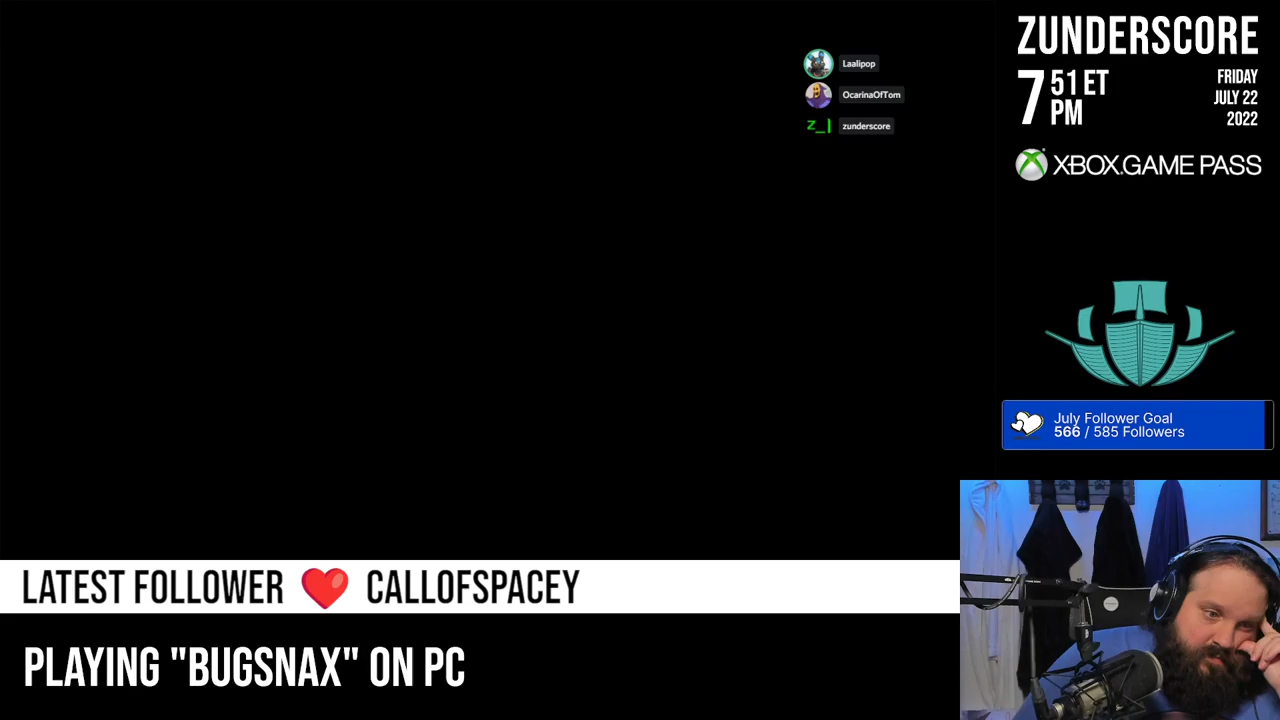 Laalipop
OcarinaOfTom
z_|
zunderscore
ZUNDERSCORE
7 51 ET PM
FRIDAY
JULY 22
2022
XBOX GAME PASS
July Follower Goal
566 / 585 Followers
LATEST FOLLOWER ❤️ CALLOFSPACEY
PLAYING "BUGSNAX" ON PC